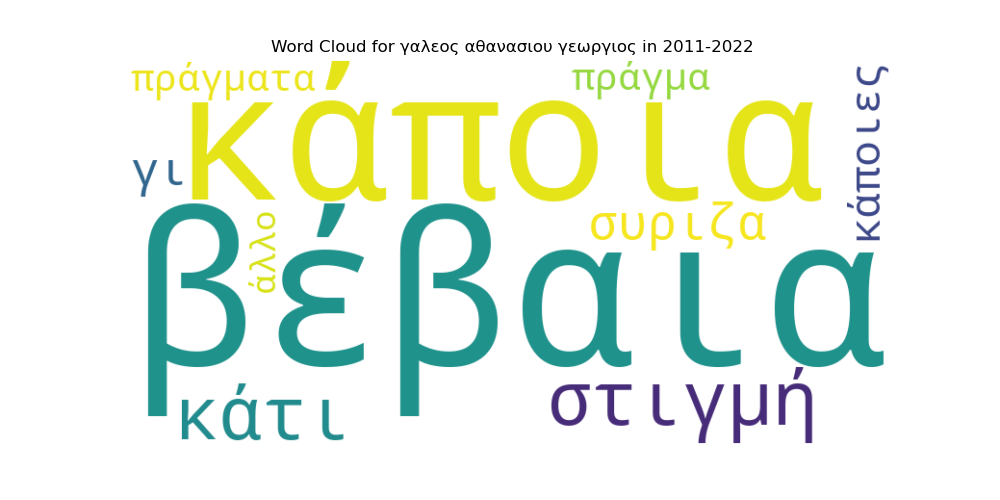 Word Cloud for γαλεος αθανασιου γεωργιος in 2011-2022
πράγματα
πράγμα
κάποια
κάποιες
γι
άλλο
συριζα
βέβαια
κάτι
στιγμή